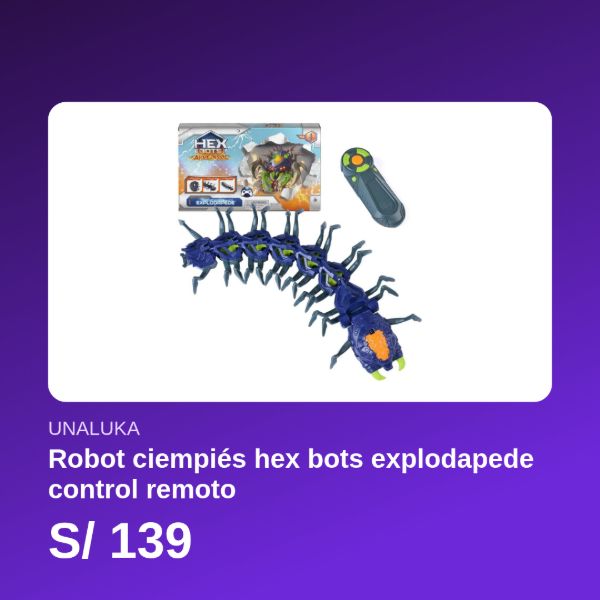 HEX
BOTS
EXPLODAPEDE
UNALUKA
Robot ciempiés hex bots explodapede
control remoto
S/ 139